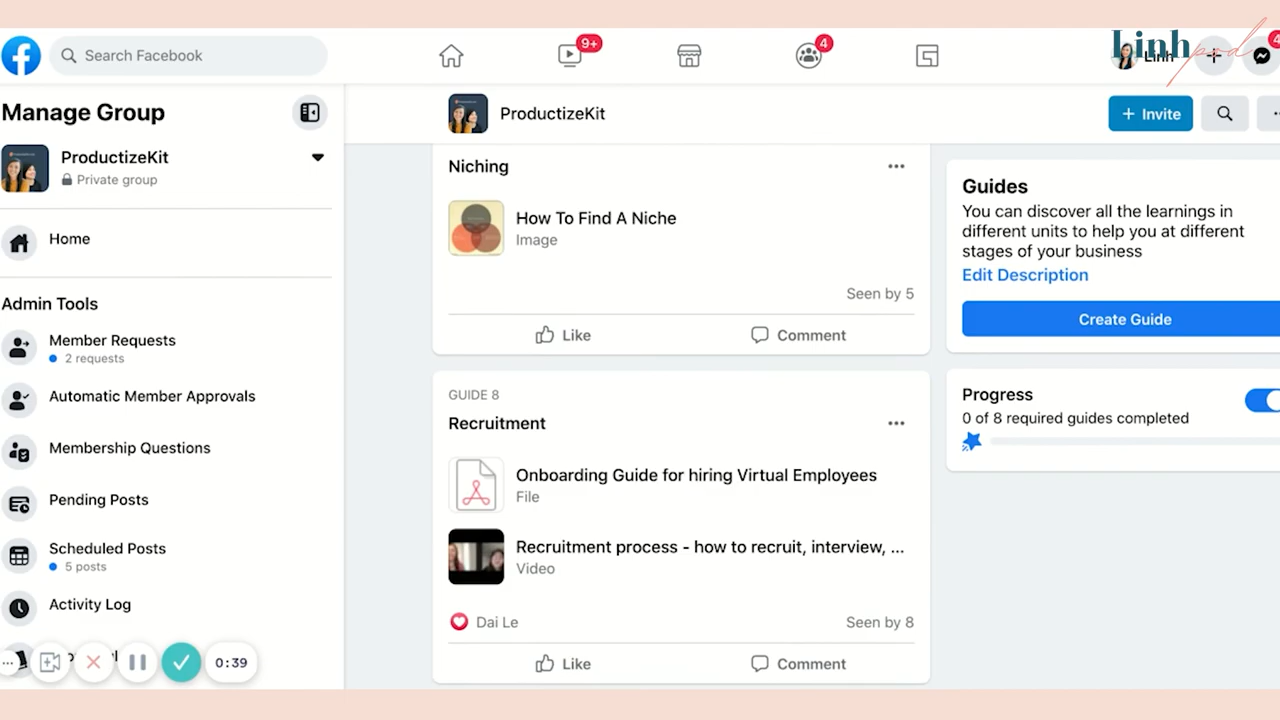 Search Facebook
9+
4
Linh
Linh
pod
4
Manage Group
ProductizeKit
Private group
Home
Admin Tools
Member Requests
2 requests
Automatic Member Approvals
Membership Questions
Pending Posts
Scheduled Posts
5 posts
Activity Log
0:39
ProductizeKit
+ Invite
Niching
How To Find A Niche
Image
Seen by 5
Like
Comment
GUIDE 8
Recruitment
Onboarding Guide for hiring Virtual Employees
File
Recruitment process - how to recruit, interview, ...
Video
Dai Le
Seen by 8
Like
Comment
Guides
You can discover all the learnings in
different units to help you at different
stages of your business
Edit Description
Create Guide
Progress
0 of 8 required guides completed